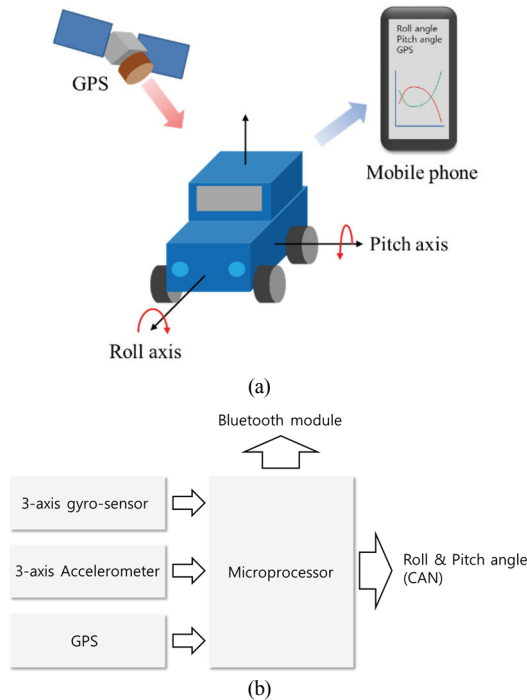 GPS
Roll angle
Pitch angle
GPS
Mobile phone
Pitch axis
Roll axis
(a)
Bluetooth module
3-axis gyro-sensor
3-axis Accelerometer
GPS
Microprocessor
Roll & Pitch angle
(CAN)
(b)